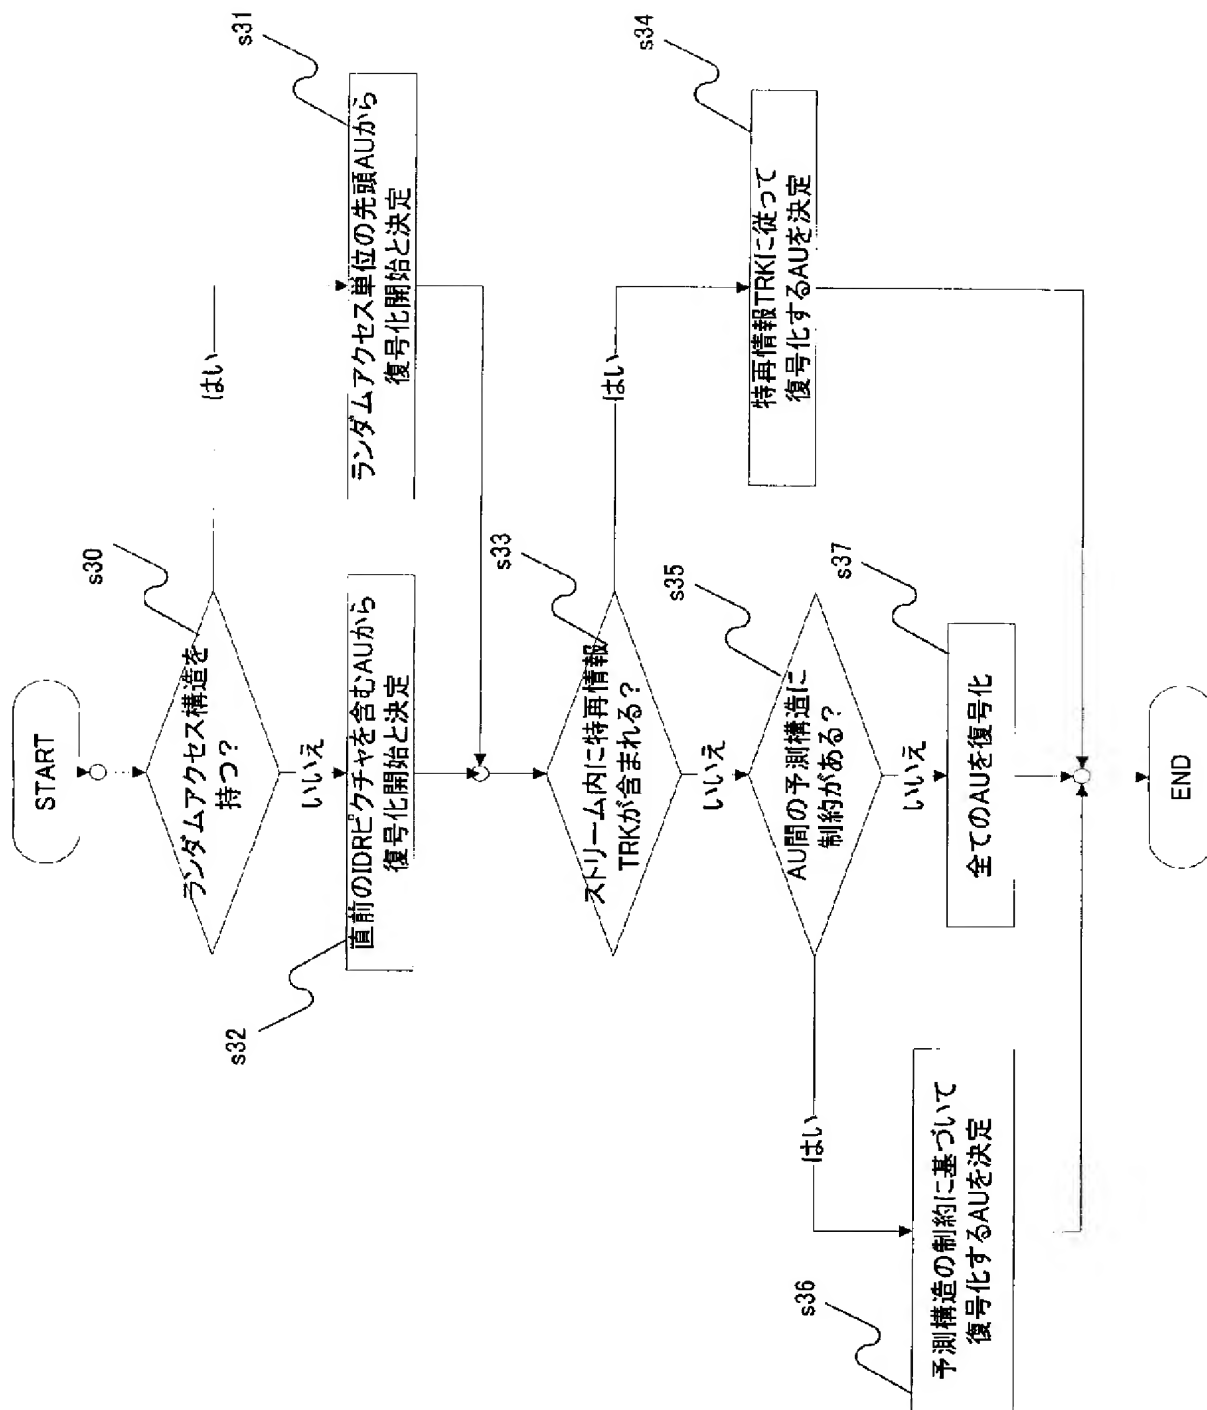 START
s30
ランダムアクセス構造を
持つ?
はい
いいえ
s31
ランダムアクセス単位の先頭AUから
復号化開始と決定
s32
直前のIDRピクチャを含むAUから
復号化開始と決定
s33
ストリーム内に特再情報
TRKが含まれる?
はい
いいえ
s34
特再情報TRKに従って
復号化するAUを決定
s35
AU間の予測構造に
制約がある?
はい
いいえ
s36
予測構造の制約に基づいて
復号化するAUを決定
s37
全てのAUを復号化
END